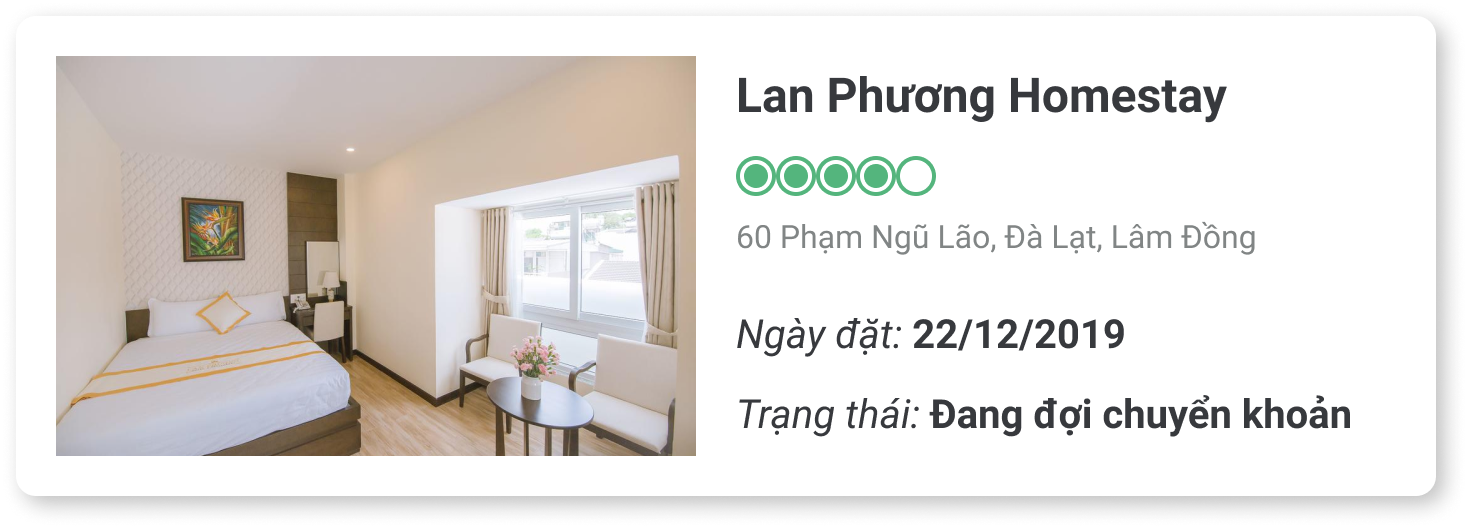 Lan Phương Homestay
60 Phạm Ngũ Lão, Đà Lạt, Lâm Đồng
Ngày đặt: 22/12/2019
Trạng thái: Đang đợi chuyển khoản